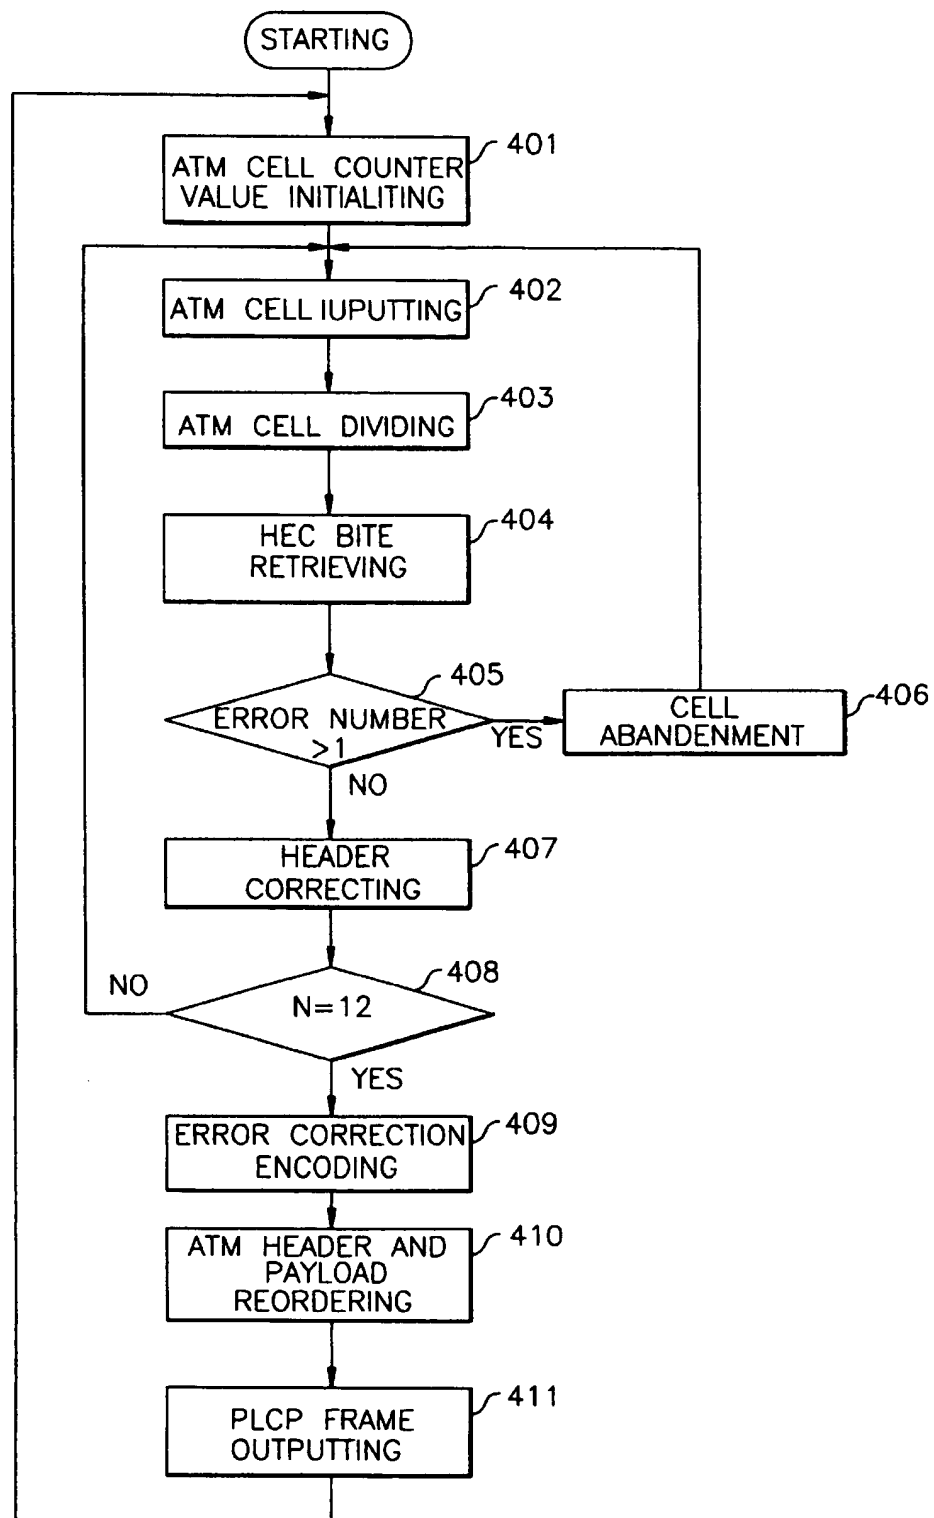 STARTING
401
ATM CELL COUNTER
VALUE INITIALITING
402
ATM CELL IUPUTTING
403
ATM CELL DIVIDING
404
HEC BITE
RETRIEVING
405
ERROR NUMBER
>1
YES
NO
406
CELL
ABANDENMENT
407
HEADER
CORRECTING
408
N=12
NO
YES
409
ERROR CORRECTION
ENCODING
410
ATM HEADER AND
PAYLOAD
REORDERING
411
PLCP FRAME
OUTPUTTING